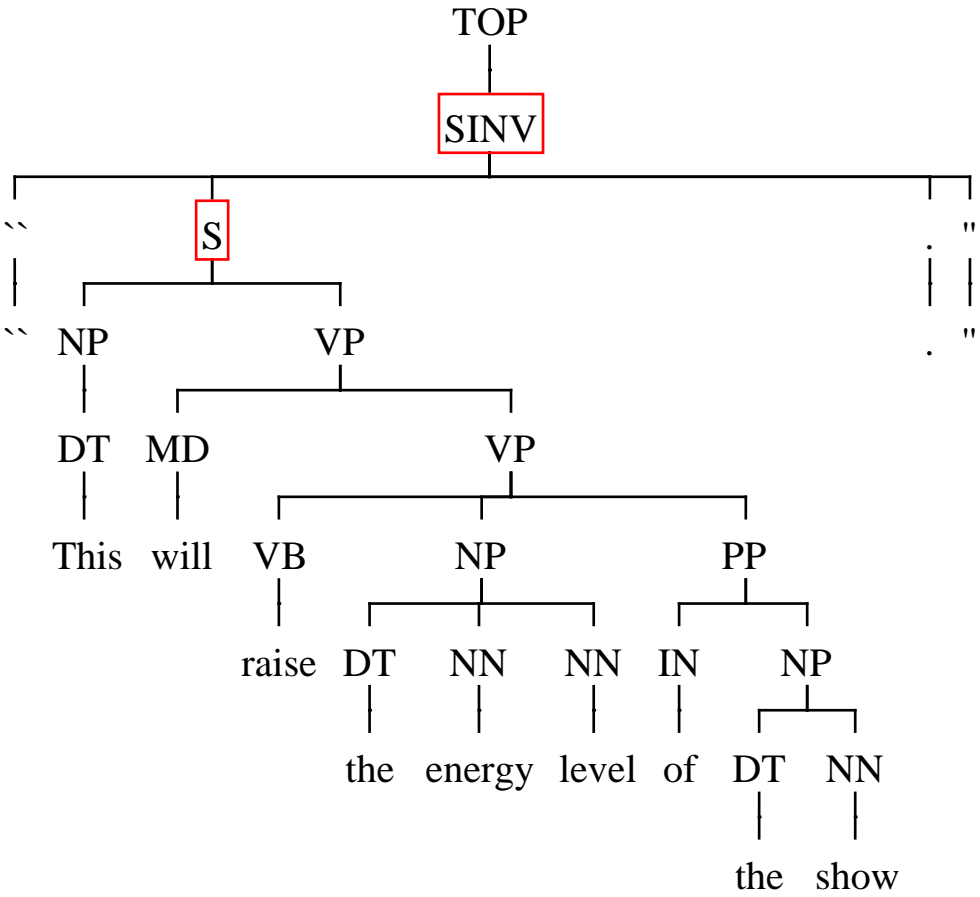 TOP
SINV
`` S . "
`` NP VP . "
DT MD VP
This will VB NP PP
raise DT NN NN IN NP
the energy level of DT NN
the show